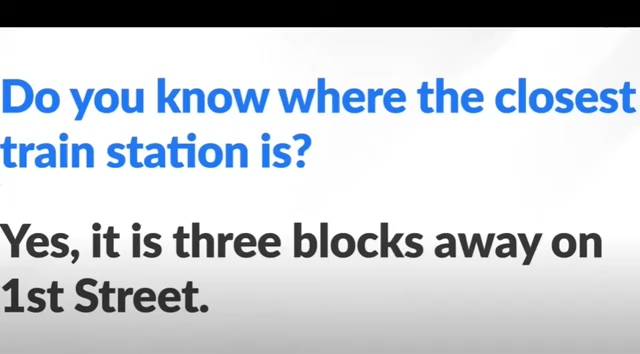 Do you know where the closest
train station is?
Yes, it is three blocks away on
1st Street.